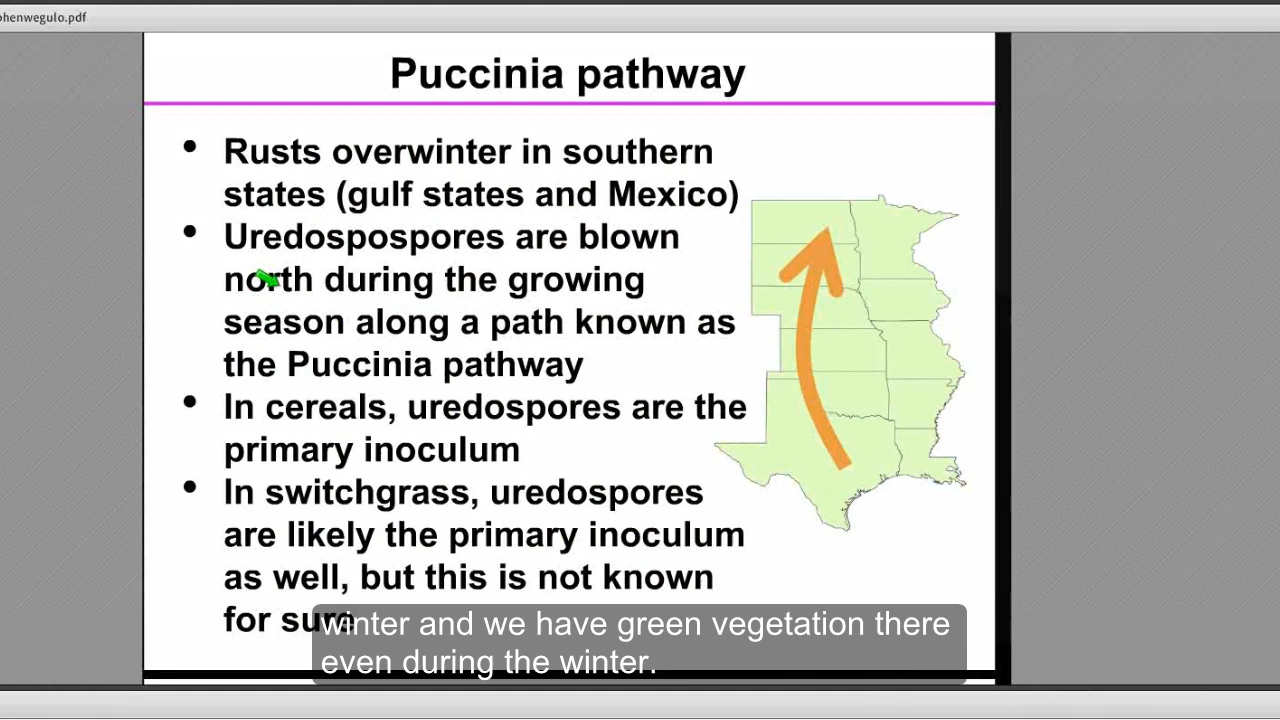 ohenwegulo.pdf
Puccinia pathway
• Rusts overwinter in southern
states (gulf states and Mexico)
• Uredospospores are blown
north during the growing
season along a path known as
the Puccinia pathway
• In cereals, uredospores are the
primary inoculum
• In switchgrass, uredospores
are likely the primary inoculum
as well, but this is not known
for sure
winter and we have green vegetation there
even during the winter.